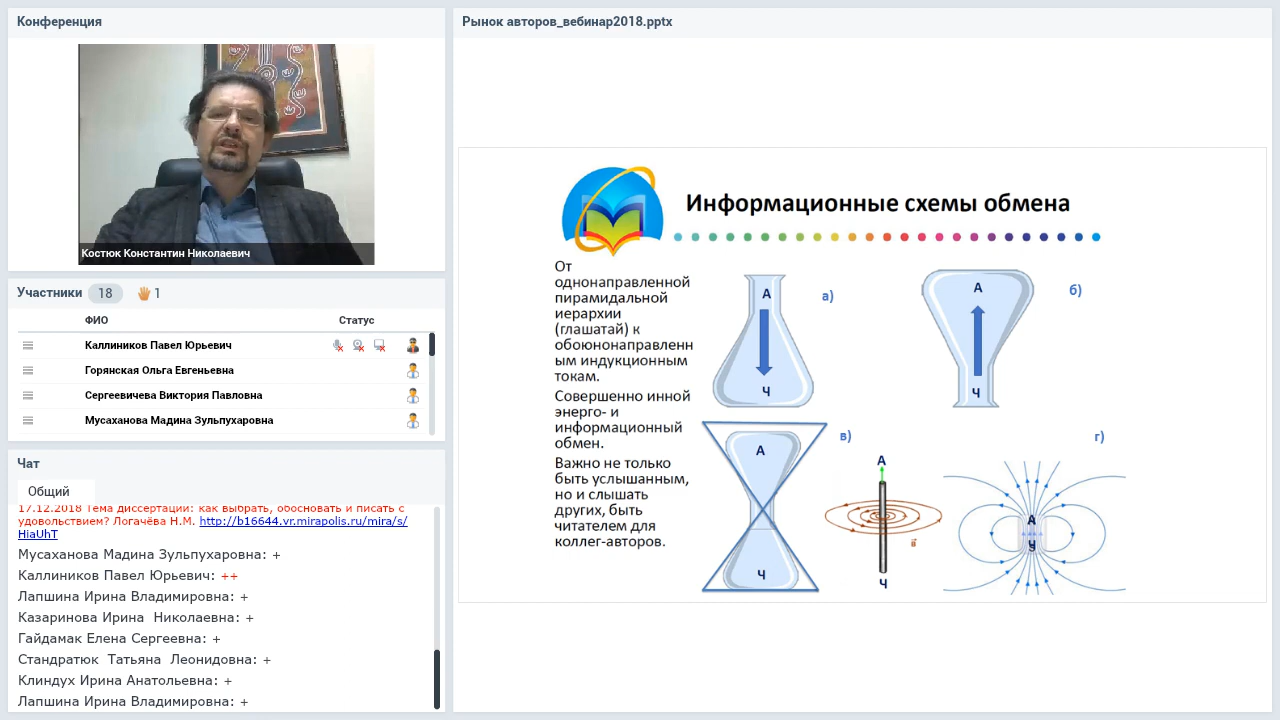 Конференция
Костюк Константин Николаевич
Участники 18 1
ФИО Статус
Каллиников Павел Юрьевич
Горянская Ольга Евгеньевна
Сергеевичева Виктория Павловна
Мусаханова Мадина Зульпухаровна
Чат
Общий
17.12.2018 Тема диссертации: как выбрать, обосновать и писать с
удовольствием? Логачёва Н.М. http://b16644.vr.mirapolis.ru/mira/s/
HiaUhT
Мусаханова Мадина Зульпухаровна: +
Каллиников Павел Юрьевич: ++
Лапшина Ирина Владимировна: +
Казаринова Ирина Николаевна: +
Гайдамак Елена Сергеевна: +
Стандратюк Татьяна Леонидовна: +
Клиндух Ирина Анатольевна: +
Лапшина Ирина Владимировна: +
Рынок авторов_вебинар2018.pptx
Информационные схемы обмена
От
однонаправленной
пирамидальной
иерархии
(глашатай) к
обоюнонаправленн
ым индукционным
токам.
Совершенно инной
энерго- и
информационный
обмен.
Важно не только
быть услышанным,
но и слышать
других, быть
читателем для
коллег-авторов.
А
а)
Ч
А
б)
Ч
А
в)
Ч
А
Ч
г)
А
Ч